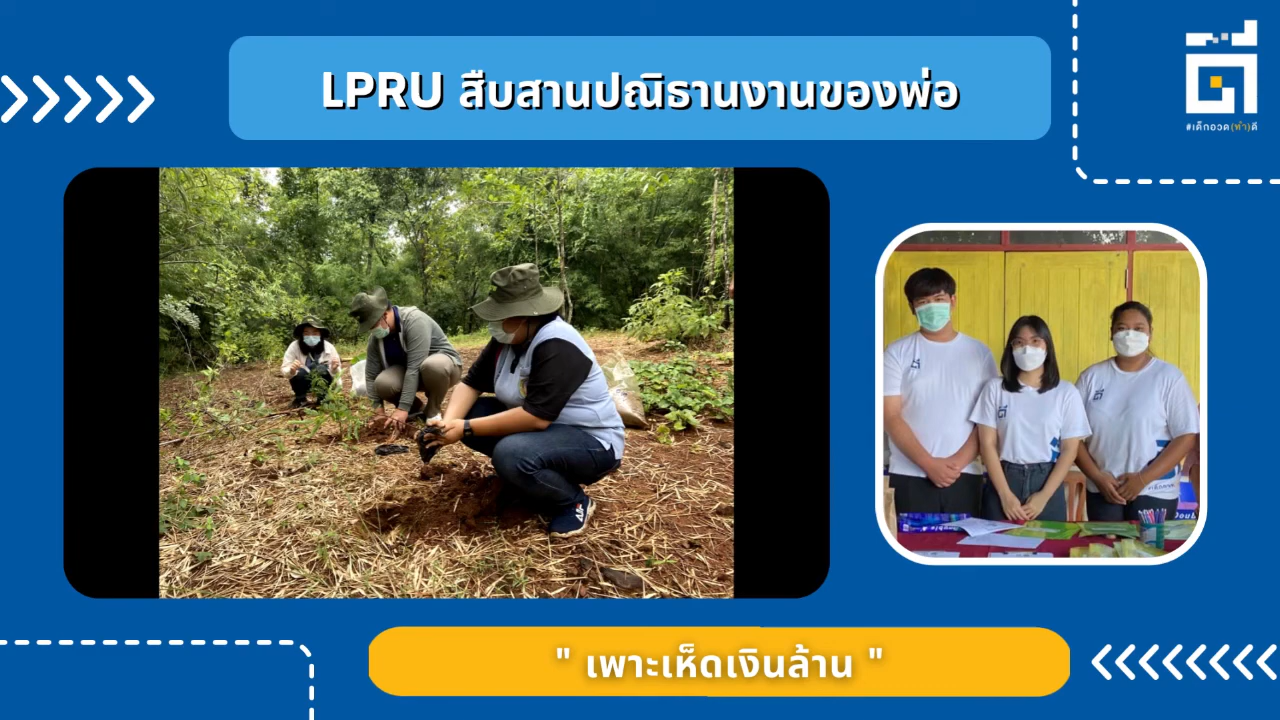 LPRU สืบสานปณิธานงานของพ่อ
ดี
#เด็กอวด(ทำ)ดี
" เพาะเห็ดเงินล้าน "